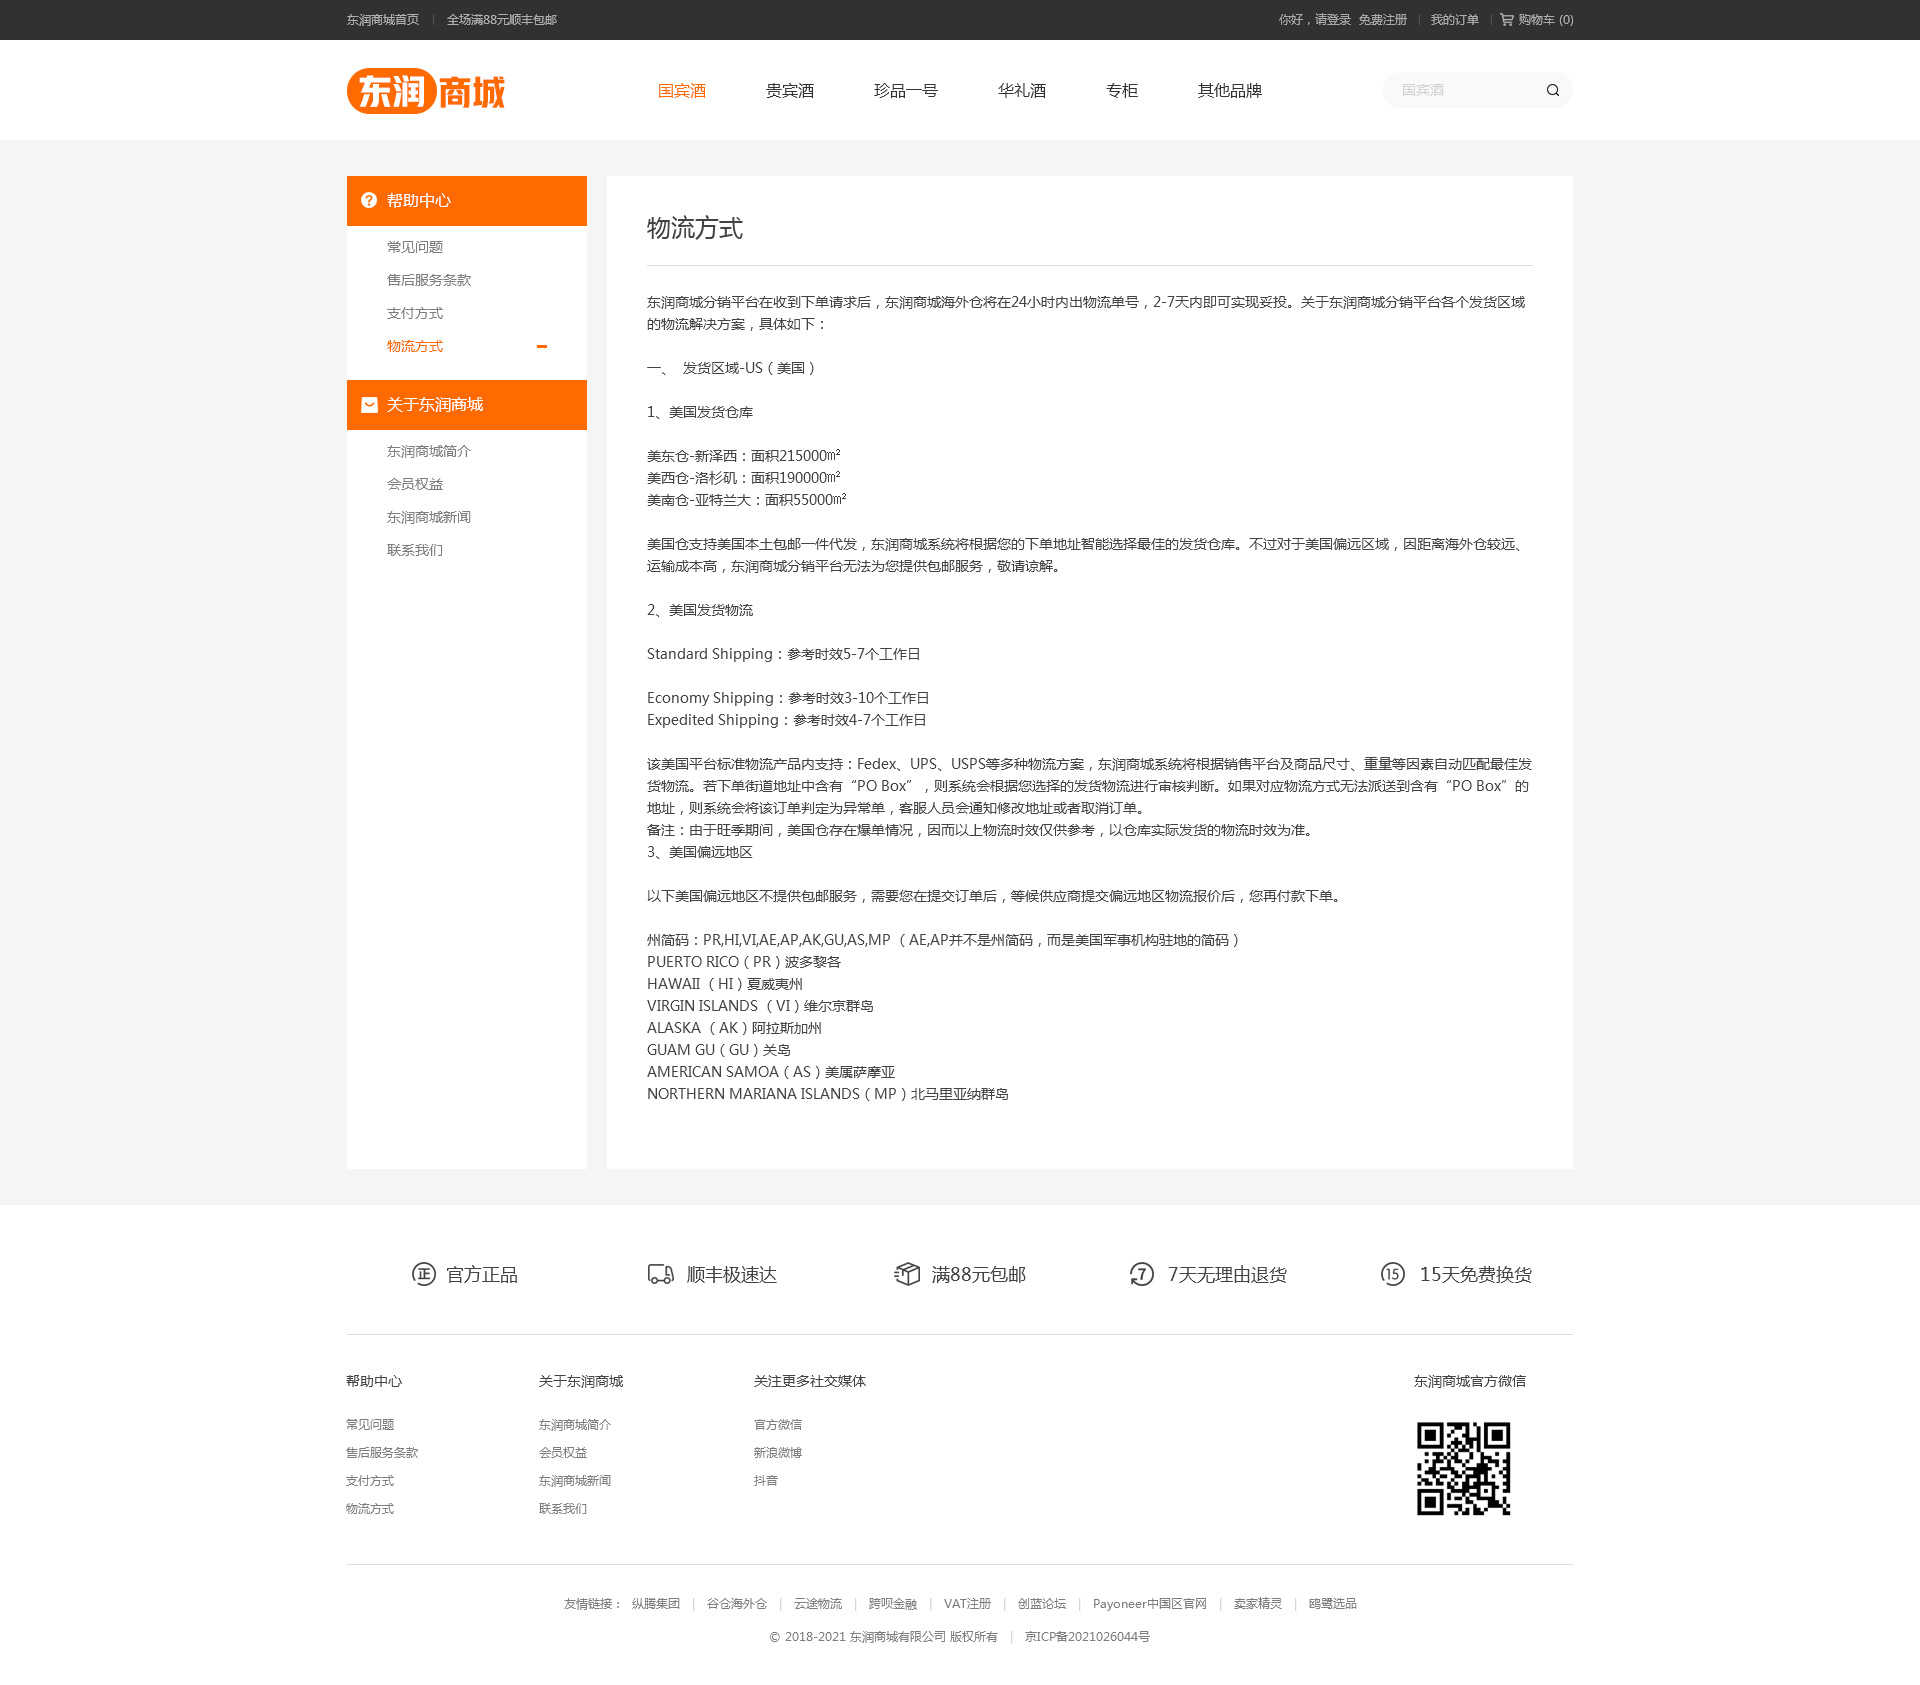 东润商城首页 | 全场满88元顺丰包邮
你好，请登录 免费注册 | 我的订单 | 购物车 (0)
东润商城
国宾酒 贵宾酒 珍品一号 华礼酒 专柜 其他品牌
国宾酒
帮助中心
常见问题
售后服务条款
支付方式
物流方式
关于东润商城
东润商城简介
会员权益
东润商城新闻
联系我们
物流方式
东润商城分销平台在收到下单请求后，东润商城海外仓将在24小时内出物流单号，2-7天内即可实现妥投。关于东润商城分销平台各个发货区域
的物流解决方案，具体如下：
一、 发货区域-US（美国）
1、美国发货仓库
美东仓-新泽西：面积215000㎡
美西仓-洛杉矶：面积190000㎡
美南仓-亚特兰大：面积55000㎡
美国仓支持美国本土包邮一件代发，东润商城系统将根据您的下单地址智能选择最佳的发货仓库。不过对于美国偏远区域，因距离海外仓较远、
运输成本高，东润商城分销平台无法为您提供包邮服务，敬请谅解。
2、美国发货物流
Standard Shipping：参考时效5-7个工作日
Economy Shipping：参考时效3-10个工作日
Expedited Shipping：参考时效4-7个工作日
该美国平台标准物流产品内支持：Fedex、UPS、USPS等多种物流方案，东润商城系统将根据销售平台及商品尺寸、重量等因素自动匹配最佳发
货物流。若下单街道地址中含有“PO Box”，则系统会根据您选择的发货物流进行审核判断。如果对应物流方式无法派送到含有“PO Box”的
地址，则系统会将该订单判定为异常单，客服人员会通知修改地址或者取消订单。
备注：由于旺季期间，美国仓存在爆单情况，因而以上物流时效仅供参考，以仓库实际发货的物流时效为准。
3、美国偏远地区
以下美国偏远地区不提供包邮服务，需要您在提交订单后，等候供应商提交偏远地区物流报价后，您再付款下单。
州简码：PR,HI,VI,AE,AP,AK,GU,AS,MP （AE,AP并不是州简码，而是美国军事机构驻地的简码）
PUERTO RICO（PR）波多黎各
HAWAII （HI）夏威夷州
VIRGIN ISLANDS （VI）维尔京群岛
ALASKA （AK）阿拉斯加州
GUAM GU（GU）关岛
AMERICAN SAMOA（AS）美属萨摩亚
NORTHERN MARIANA ISLANDS（MP）北马里亚纳群岛
正 官方正品 顺丰极速达 满88元包邮 7 7天无理由退货 15 15天免费换货
帮助中心
常见问题
售后服务条款
支付方式
物流方式
关于东润商城
东润商城简介
会员权益
东润商城新闻
联系我们
关注更多社交媒体
官方微信
新浪微博
抖音
东润商城官方微信
友情链接： 纵腾集团 | 谷仓海外仓 | 云途物流 | 跨呗金融 | VAT注册 | 创蓝论坛 | Payoneer中国区官网 | 卖家精灵 | 鸥鹭选品
© 2018-2021 东润商城有限公司 版权所有 | 京ICP备2021026044号